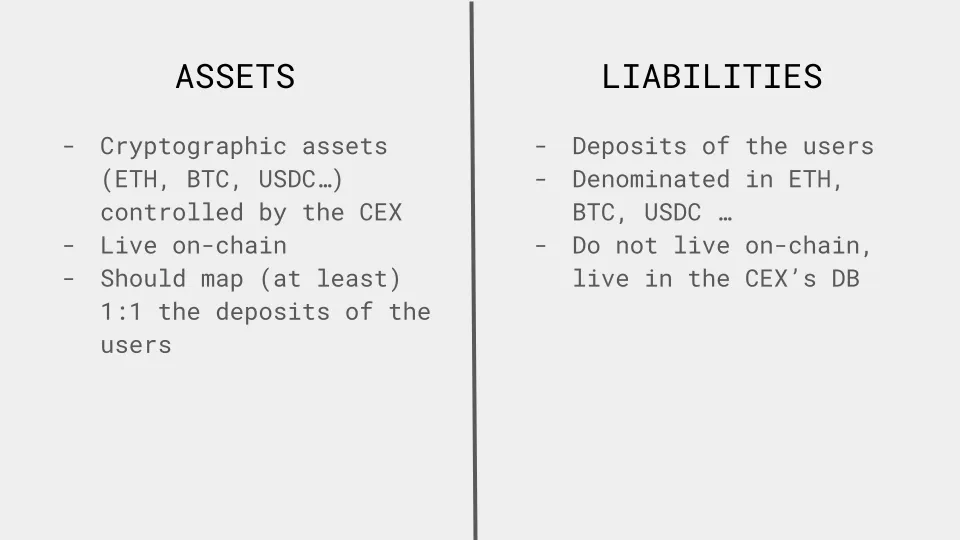 ASSETS
- Cryptographic assets
(ETH, BTC, USDC…)
controlled by the CEX
- Live on-chain
- Should map (at least)
1:1 the deposits of the
users
LIABILITIES
- Deposits of the users
- Denominated in ETH,
BTC, USDC …
- Do not live on-chain,
live in the CEX’s DB